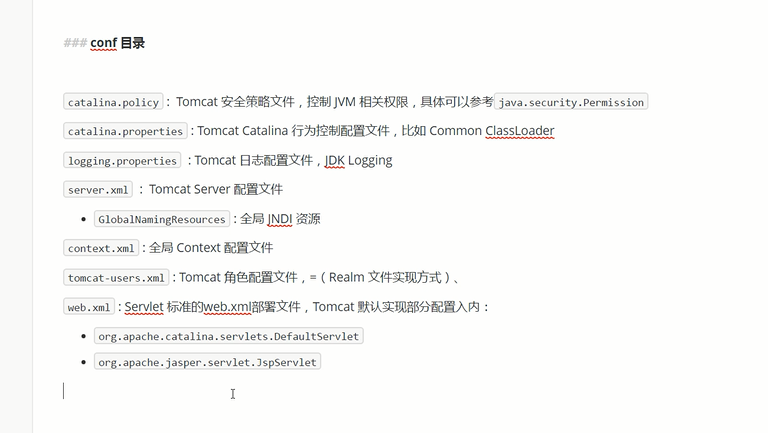 ### conf 目录
catalina.policy : Tomcat 安全策略文件，控制 JVM 相关权限，具体可以参考 java.security.Permission
catalina.properties : Tomcat Catalina 行为控制配置文件，比如 Common ClassLoader
logging.properties : Tomcat 日志配置文件，JDK Logging
server.xml : Tomcat Server 配置文件
• GlobalNamingResources : 全局 JNDI 资源
context.xml : 全局 Context 配置文件
tomcat-users.xml : Tomcat 角色配置文件，=（ Realm 文件实现方式）、
web.xml : Servlet 标准的web.xml部署文件，Tomcat 默认实现部分配置入内：
• org.apache.catalina.servlets.DefaultServlet
• org.apache.jasper.servlet.JspServlet